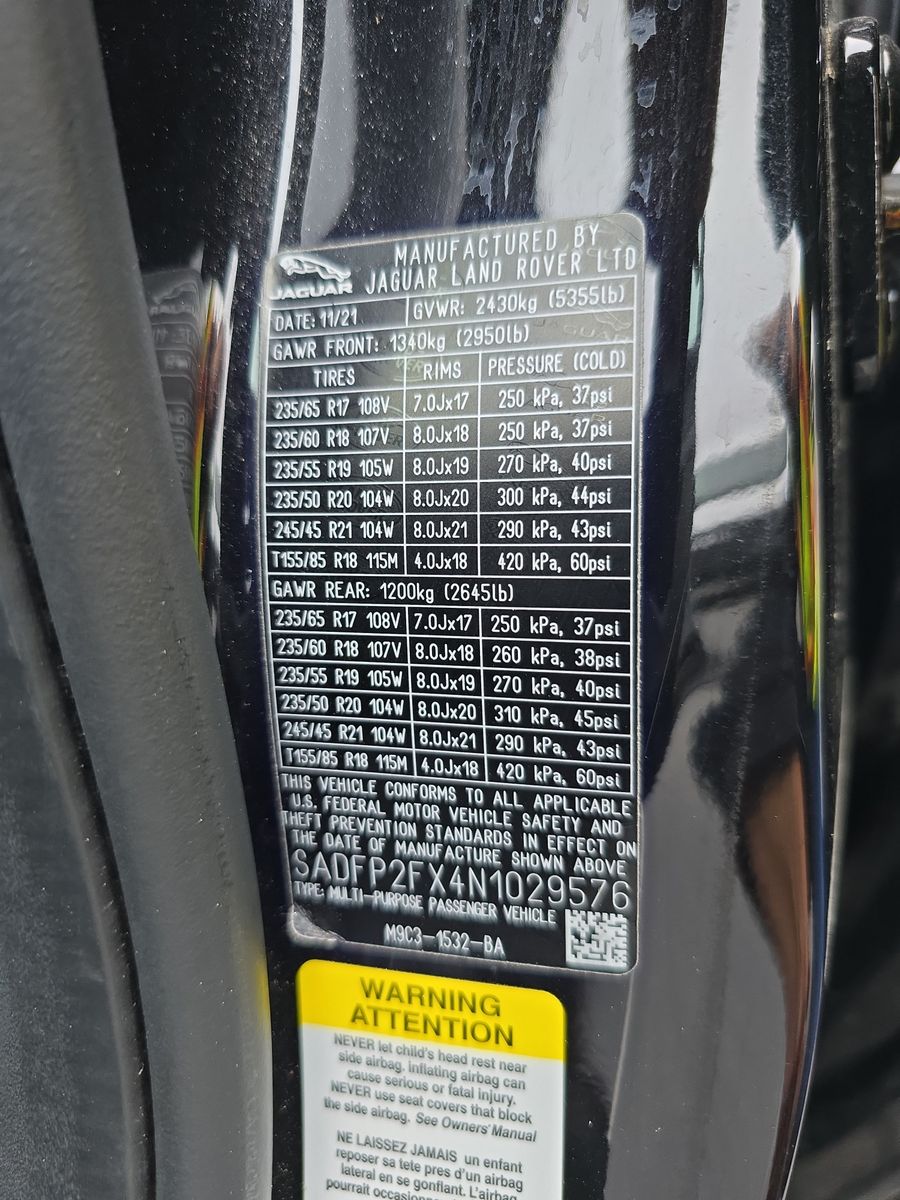 JAGUAR
MANUFACTURED BY
JAGUAR LAND ROVER LTD
DATE: 11/21 GVWR: 2430kg (5355lb)
GAWR FRONT: 1340kg (2950lb)
TIRES RIMS PRESSURE (COLD)
235/65 R17 108V 7.0Jx17 250 kPa, 37psi
235/60 R18 107V 8.0Jx18 250 kPa, 37psi
235/55 R19 105W 8.0Jx19 270 kPa, 40psi
235/50 R20 104W 8.0Jx20 300 kPa, 44psi
245/45 R21 104W 8.0Jx21 290 kPa, 43psi
T155/85 R18 115M 4.0Jx18 420 kPa, 60psi
GAWR REAR: 1200kg (2645lb)
235/65 R17 108V 7.0Jx17 250 kPa, 37psi
235/60 R18 107V 8.0Jx18 260 kPa, 38psi
235/55 R19 105W 8.0Jx19 270 kPa, 40psi
235/50 R20 104W 8.0Jx20 310 kPa, 45psi
245/45 R21 104W 8.0Jx21 290 kPa, 43psi
T155/85 R18 115M 4.0Jx18 420 kPa, 60psi
THIS VEHICLE CONFORMS TO ALL APPLICABLE
U.S. FEDERAL MOTOR VEHICLE SAFETY AND
THEFT PREVENTION STANDARDS IN EFFECT ON
THE DATE OF MANUFACTURE SHOWN ABOVE
SADFP2FX4N1029576
TYPE: MULTI-PURPOSE PASSENGER VEHICLE
M9C3-1532-BA
WARNING
ATTENTION
NEVER let child's head rest near
side airbag. Inflating airbag can
cause serious or fatal injury.
NEVER use seat covers that block
the side airbag. See Owners' Manual
NE LAISSEZ JAMAIS un enfant
reposer sa tete pres d'un airbag
lateral en se gonflant. L'airbag
pourrait occasionner